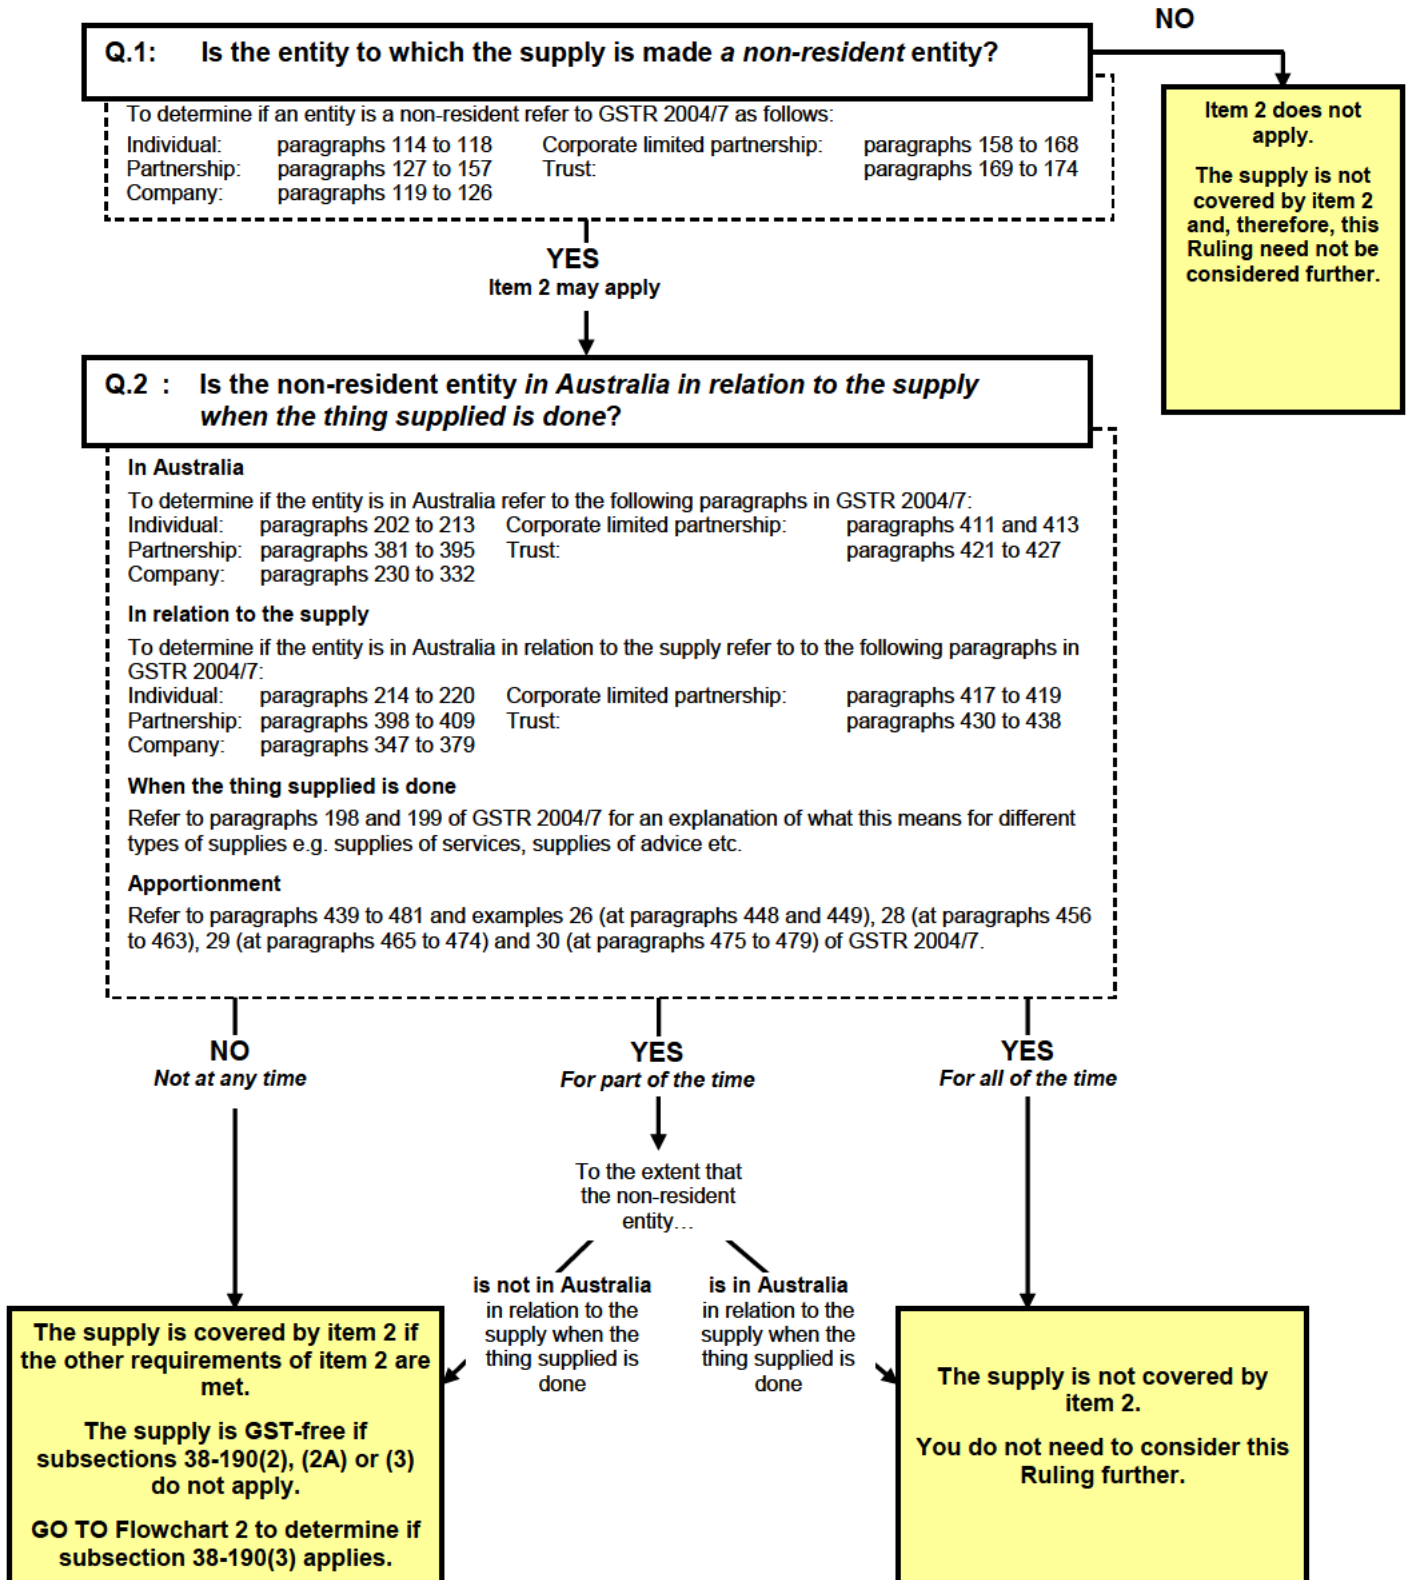 NO
Q.1: Is the entity to which the supply is made a non-resident entity?
To determine if an entity is a non-resident refer to GSTR 2004/7 as follows:
Individual: paragraphs 114 to 118 Corporate limited partnership: paragraphs 158 to 168
Partnership: paragraphs 127 to 157 Trust: paragraphs 169 to 174
Company: paragraphs 119 to 126
Item 2 does not
apply.
The supply is not
covered by item 2
and, therefore, this
Ruling need not be
considered further.
YES
Item 2 may apply
Q.2 : Is the non-resident entity in Australia in relation to the supply
when the thing supplied is done?
In Australia
To determine if the entity is in Australia refer to the following paragraphs in GSTR 2004/7:
Individual: paragraphs 202 to 213 Corporate limited partnership: paragraphs 411 and 413
Partnership: paragraphs 381 to 395 Trust: paragraphs 421 to 427
Company: paragraphs 230 to 332
In relation to the supply
To determine if the entity is in Australia in relation to the supply refer to to the following paragraphs in
GSTR 2004/7:
Individual: paragraphs 214 to 220 Corporate limited partnership: paragraphs 417 to 419
Partnership: paragraphs 398 to 409 Trust: paragraphs 430 to 438
Company: paragraphs 347 to 379
When the thing supplied is done
Refer to paragraphs 198 and 199 of GSTR 2004/7 for an explanation of what this means for different
types of supplies e.g. supplies of services, supplies of advice etc.
Apportionment
Refer to paragraphs 439 to 481 and examples 26 (at paragraphs 448 and 449), 28 (at paragraphs 456
to 463), 29 (at paragraphs 465 to 474) and 30 (at paragraphs 475 to 479) of GSTR 2004/7.
NO
Not at any time
YES
For part of the time
YES
For all of the time
To the extent that
the non-resident
entity…
is not in Australia
in relation to the
supply when the
thing supplied is
done
is in Australia
in relation to the
supply when the
thing supplied is
done
The supply is covered by item 2 if
the other requirements of item 2 are
met.
The supply is GST-free if
subsections 38-190(2), (2A) or (3)
do not apply.
GO TO Flowchart 2 to determine if
subsection 38-190(3) applies.
The supply is not covered by
item 2.
You do not need to consider this
Ruling further.